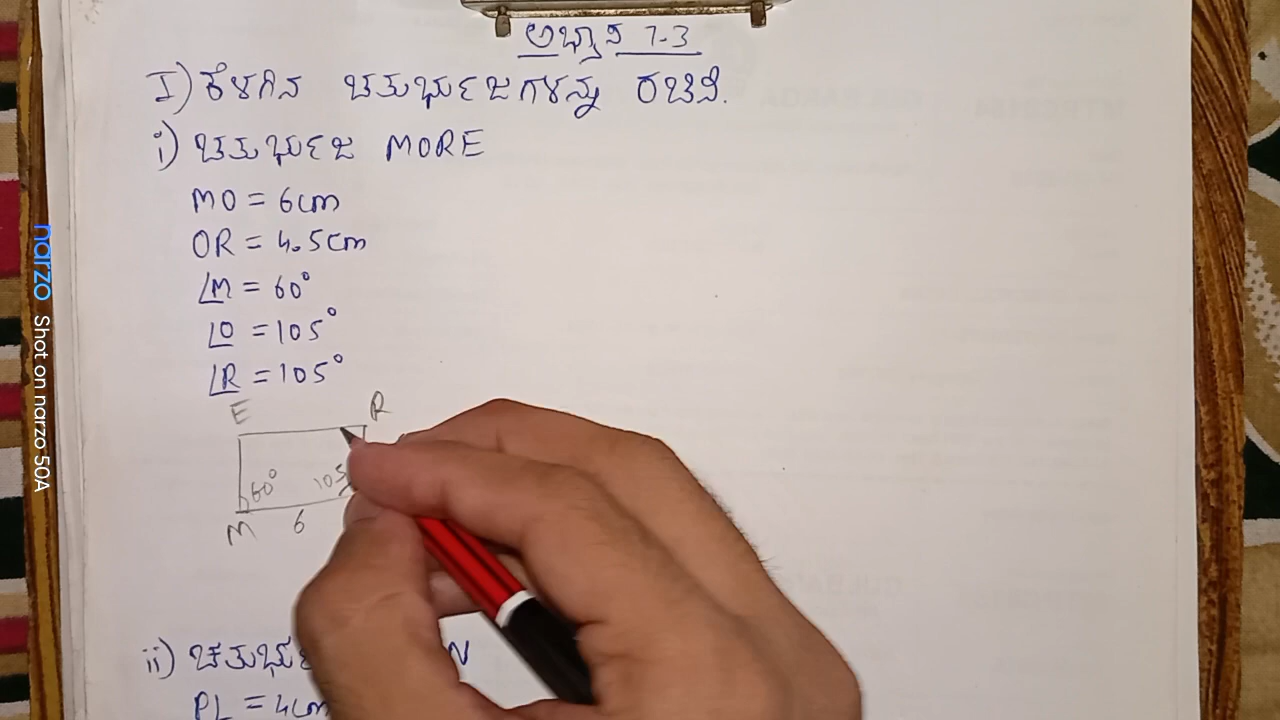 ಅಭ್ಯಾಸ 7.3
I) ಕೆಳಗಿನ ಚತುರ್ಭುಜಗಳನ್ನು ರಚಿಸಿ.
i) ಚತುರ್ಭುಜ MORE
MO = 6cm
OR = 4.5cm
∠M = 60°
∠O = 105°
∠R = 105°
E R
60° 105
M 6
ii)
PL = 4cm
narzo Shot on narzo 50A